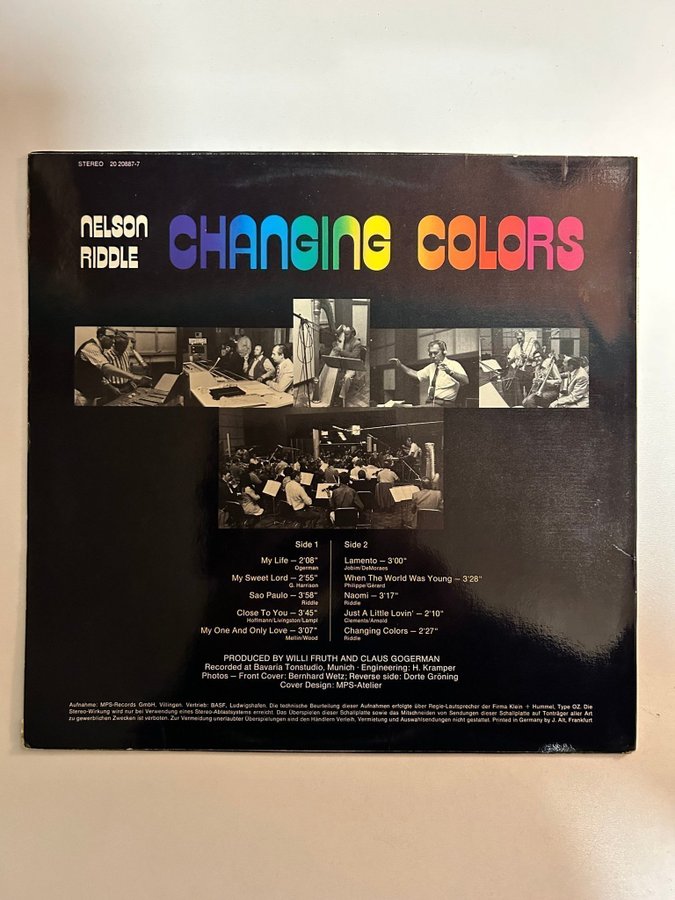 STEREO 20 20887-7
NELSON
RIDDLE
CHANGING COLORS
Side 1
My Life – 2'08"
Ogerman
My Sweet Lord – 2'55"
G. Harrison
Sao Paulo – 3'58"
Riddle
Close To You – 3'45"
Hoffmann/Livingston/Lampl
My One And Only Love – 3'07"
Mellin/Wood
Side 2
Lamento – 3'00"
Jobim/DeMoraes
When The World Was Young – 3'28"
Philippe/Gérard
Naomi – 3'17"
Riddle
Just A Little Lovin' – 2'10"
Clements/Arnold
Changing Colors – 2'27"
Riddle
PRODUCED BY WILLI FRUTH AND CLAUS OGERMAN
Recorded at Bavaria Tonstudio, Munich · Engineering: H. Kramper
Photos – Front Cover: Bernhard Wetz; Reverse side: Dorte Gröning
Cover Design: MPS-Atelier
Aufnahme: MPS-Records GmbH, Villingen. Vertrieb: BASF, Ludwigshafen. Die technische Beurteilung dieser Aufnahmen erfolgte über Regie-Lautsprecher der Firma Klein + Hummel, Type OZ. Die
Stereo-Wirkung wird nur bei Verwendung eines Stereo-Abtastsystems erreicht. Das Überspielen dieser Schallplatte sowie das Mitschneiden von Sendungen dieser Schallplatte auf Tonträger aller Art
zu gewerblichen Zwecken ist verboten. Zur Vermeidung unerlaubter Überspielungen sind den Händlern Verleih, Vermietung und Auswahlsendungen nicht gestattet. Printed in Germany by J. Alt, Frankfurt